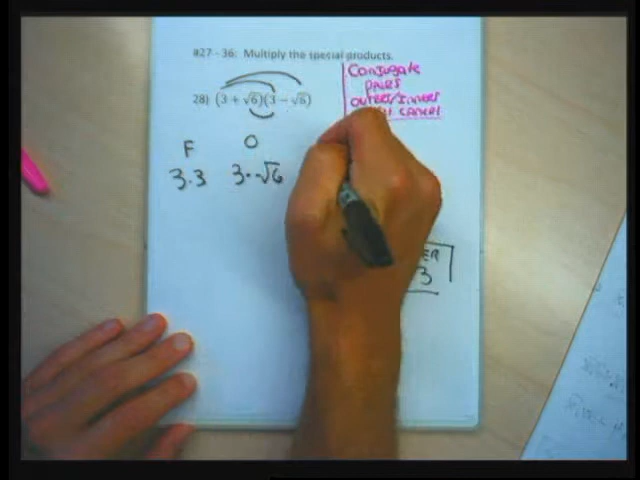 #27 - 36: Multiply the special products.
28) (3 + √6)(3 - √6)
Conjugate
pairs
outers/inners
cancel
F O
3·3 3·-√6
3